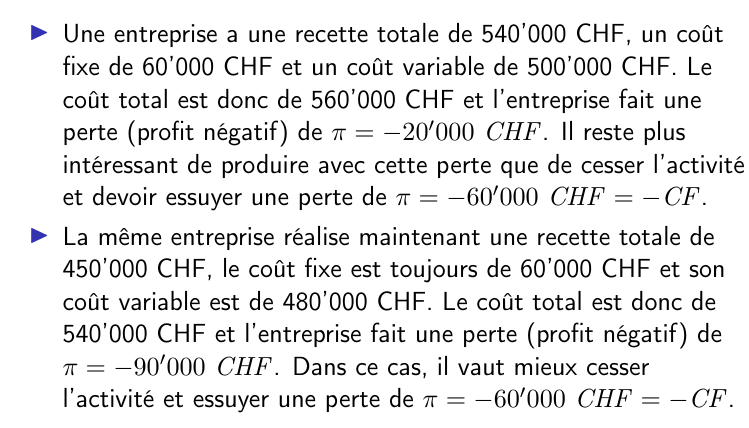 Une entreprise a une recette totale de 540'000 CHF, un coût
fixe de 60'000 CHF et un coût variable de 500'000 CHF. Le
coût total est donc de 560'000 CHF et l'entreprise fait une
perte (profit négatif) de π = −20′000 CHF. Il reste plus
intéressant de produire avec cette perte que de cesser l'activité
et devoir essuyer une perte de π = −60′000 CHF = −CF.
La même entreprise réalise maintenant une recette totale de
450'000 CHF, le coût fixe est toujours de 60'000 CHF et son
coût variable est de 480'000 CHF. Le coût total est donc de
540'000 CHF et l'entreprise fait une perte (profit négatif) de
π = −90′000 CHF. Dans ce cas, il vaut mieux cesser
l'activité et essuyer une perte de π = −60′000 CHF = −CF.